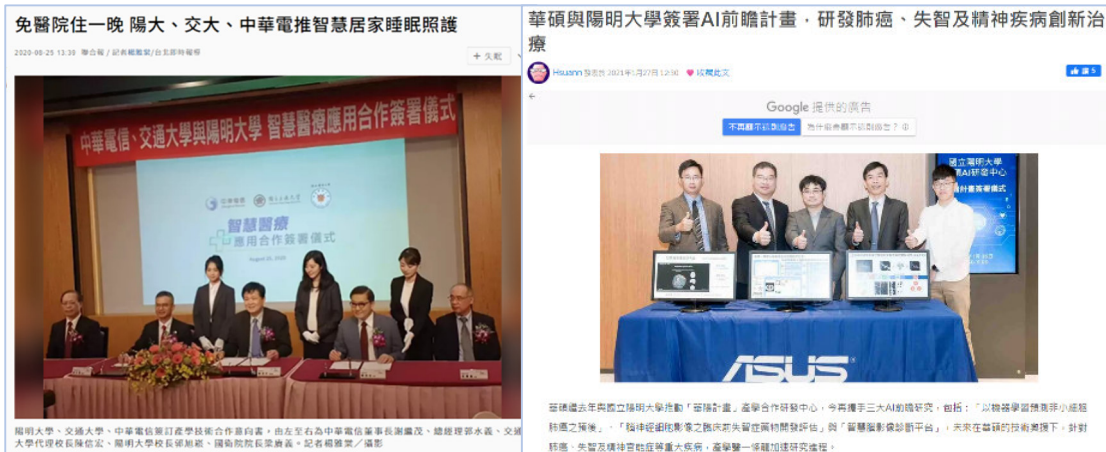 免醫院住一晚 陽大、交大、中華電推智慧居家睡眠照護
2020-08-25 13:30 聯合報 / 記者楊雅棠/台北即時報導
中華電信、交通大學與陽明大學 智慧醫療應用合作簽署儀式
智慧醫療
應用合作簽署儀式
August 25, 2020
陽明大學、交通大學、中華電信簽訂產學技術合作意向書，由左至右為中華電信董事長謝繼茂、總經理郭水義、交通
大學代理校長陳信宏、陽明大學校長郭旭崧、國衛院院長梁賡義。記者楊雅棠／攝影
華碩與陽明大學簽署AI前瞻計畫，研發肺癌、失智及精神疾病創新治
療
Hsuann 發表於 2021年1月27日 12:30 收藏此文
讚 5
Google 提供的廣告
不再顯示這則廣告 為什麼會顯示這則廣告？
國立陽明大學
AI研發中心
計畫簽署儀式
ASUS
華碩繼去年與國立陽明大學推動「華陽計畫」產學合作研發中心，今再攜手三大AI前瞻研究，包括：「以機器學習預測非小細胞
肺癌之預後」、「腦神經細胞影像之臨床前失智症藥物開發評估」與「智慧腦影像診斷平台」，未來在華碩的技術奧援下，針對
肺癌、失智及精神官能症等重大疾病，產學醫一條龍加速研究進程。